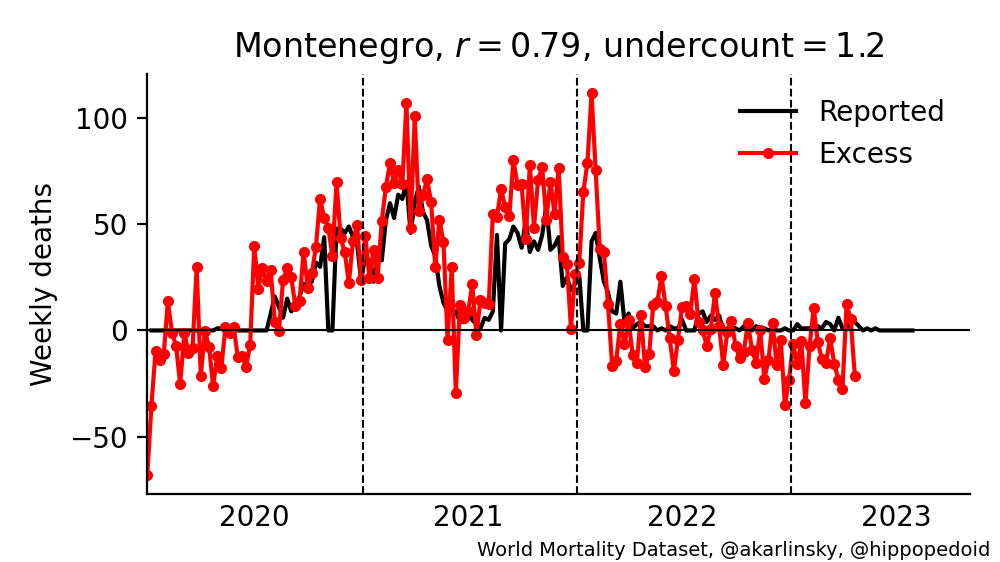 Montenegro, r = 0.79, undercount = 1.2
Reported
Excess
Weekly deaths
100
50
0
−50
2020 2021 2022 2023
World Mortality Dataset, @akarlinsky, @hippopedoid